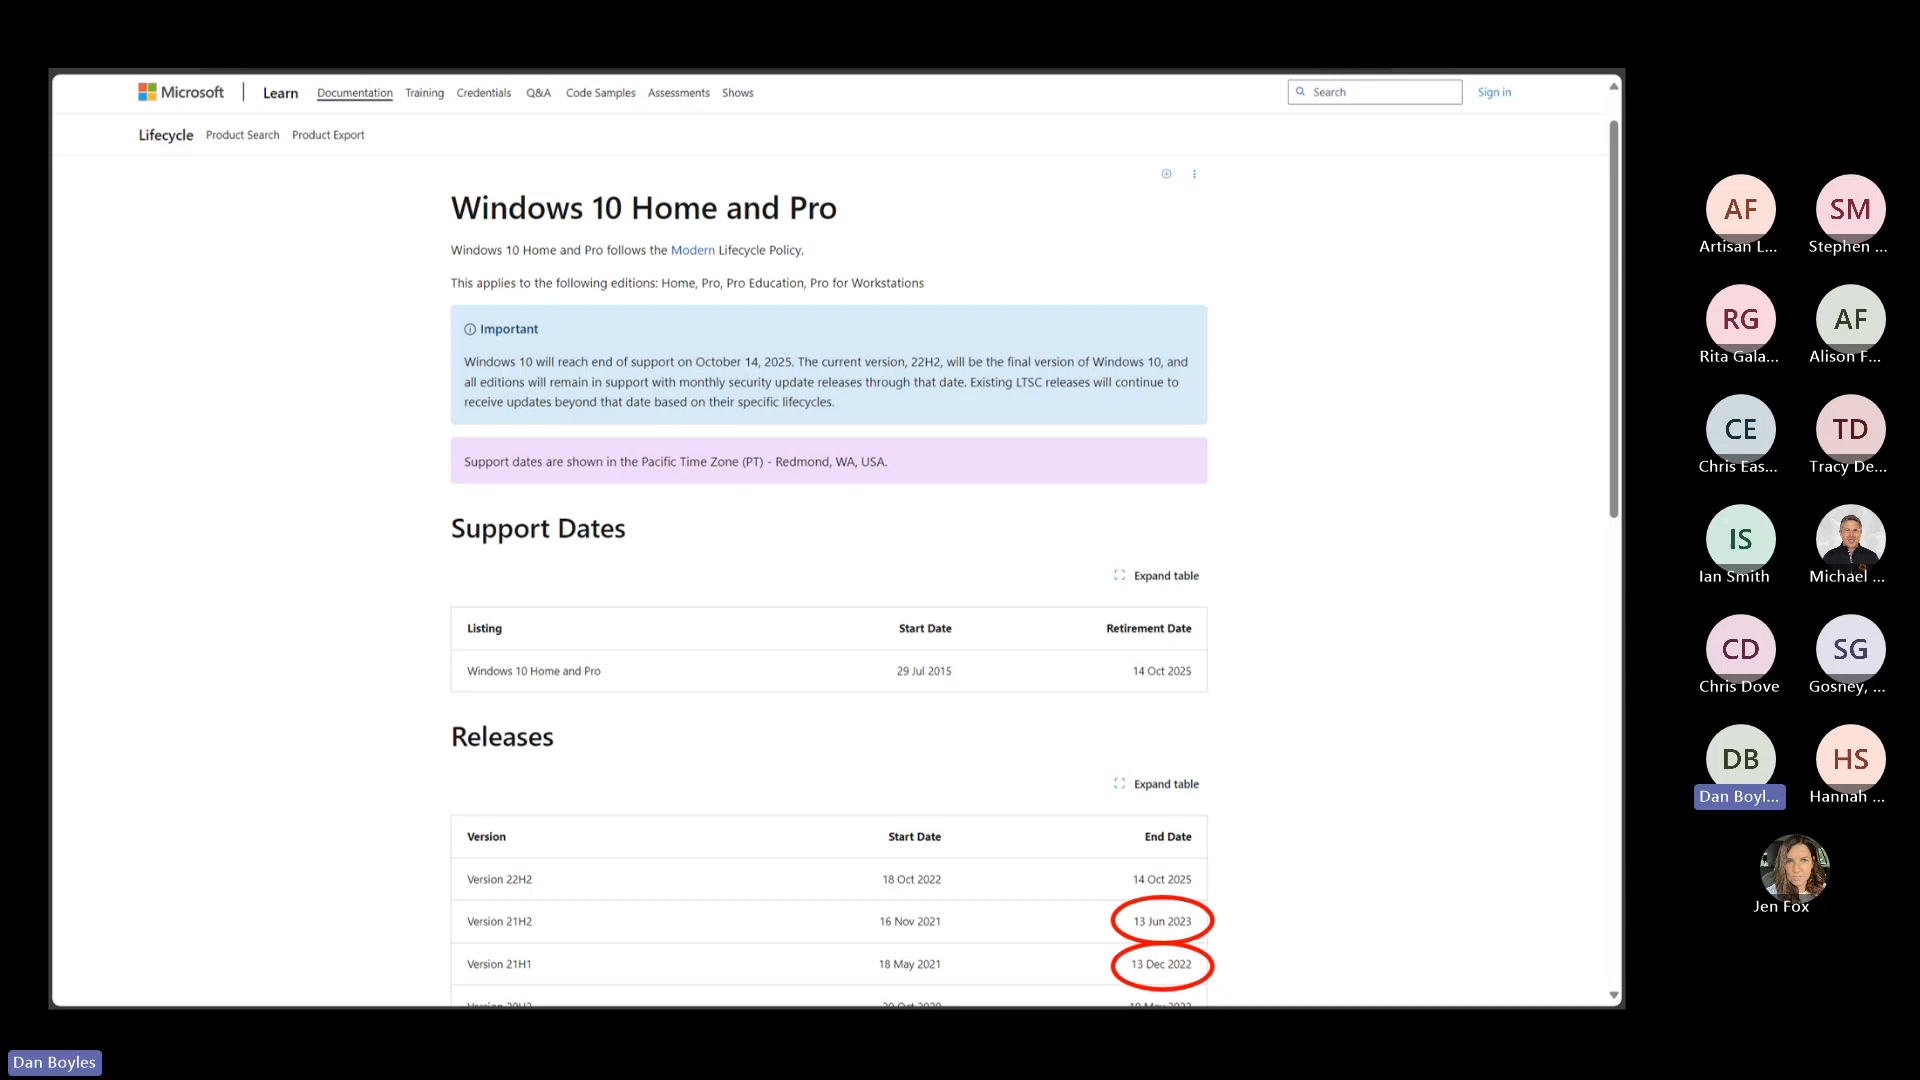 Microsoft | Learn Documentation Training Credentials Q&A Code Samples Assessments Shows Search Sign in
Lifecycle Product Search Product Export
Windows 10 Home and Pro
Windows 10 Home and Pro follows the Modern Lifecycle Policy.
This applies to the following editions: Home, Pro, Pro Education, Pro for Workstations
Important
Windows 10 will reach end of support on October 14, 2025. The current version, 22H2, will be the final version of Windows 10, and
all editions will remain in support with monthly security update releases through that date. Existing LTSC releases will continue to
receive updates beyond that date based on their specific lifecycles.
Support dates are shown in the Pacific Time Zone (PT) - Redmond, WA, USA.
Support Dates
Expand table
Listing Start Date Retirement Date
Windows 10 Home and Pro 29 Jul 2015 14 Oct 2025
Releases
Expand table
Version Start Date End Date
Version 22H2 18 Oct 2022 14 Oct 2025
Version 21H2 16 Nov 2021 13 Jun 2023
Version 21H1 18 May 2021 13 Dec 2022
AF SM
Artisan L... Stephen ...
RG AF
Rita Gala... Alison F...
CE TD
Chris Eas... Tracy De...
IS
Ian Smith Michael ...
CD SG
Chris Dove Gosney, ...
DB HS
Dan Boyl... Hannah ...
Jen Fox
Dan Boyles